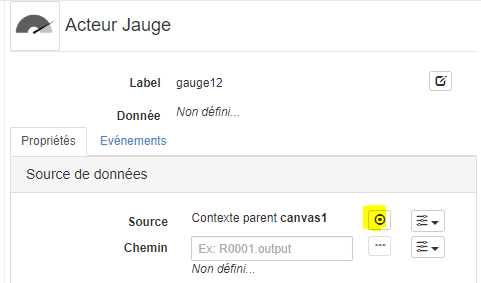 Acteur Jauge
Label gauge12
Donnée Non défini...
Propriétés Evénements
Source de données
Source Contexte parent canvas1
Chemin Ex: R0001.output
Non défini...